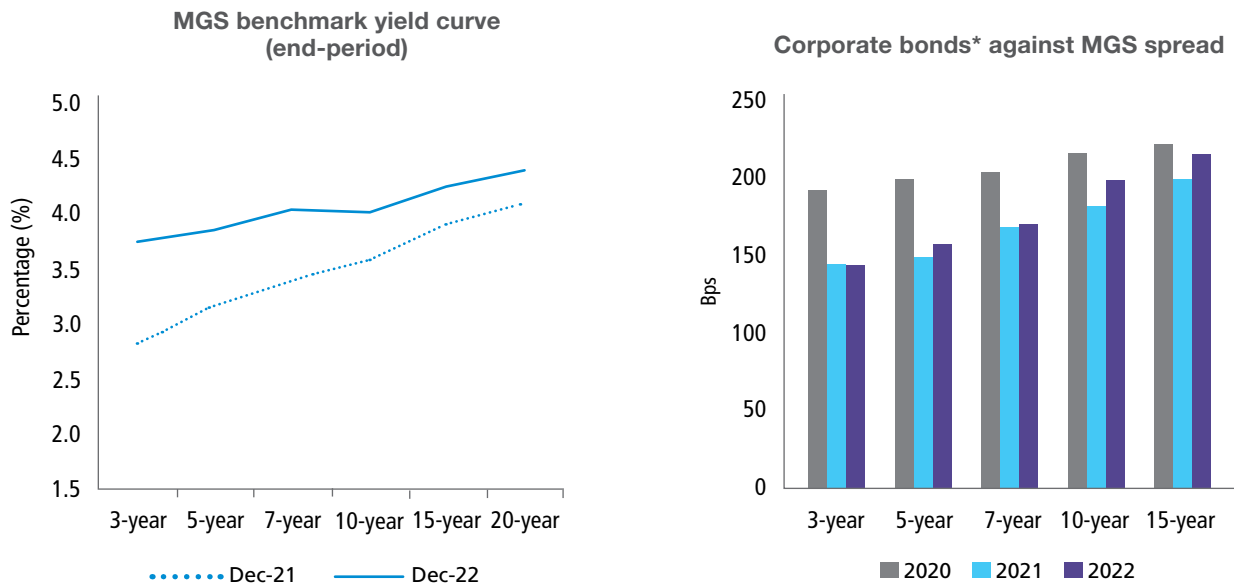 MGS benchmark yield curve
(end-period)
Percentage (%)
5.0
4.5
4.0
3.5
3.0
2.5
2.0
1.5
3-year 5-year 7-year 10-year 15-year 20-year
Dec-21 Dec-22
Corporate bonds* against MGS spread
Bps
250
200
150
100
50
0
3-year 5-year 7-year 10-year 15-year
2020 2021 2022